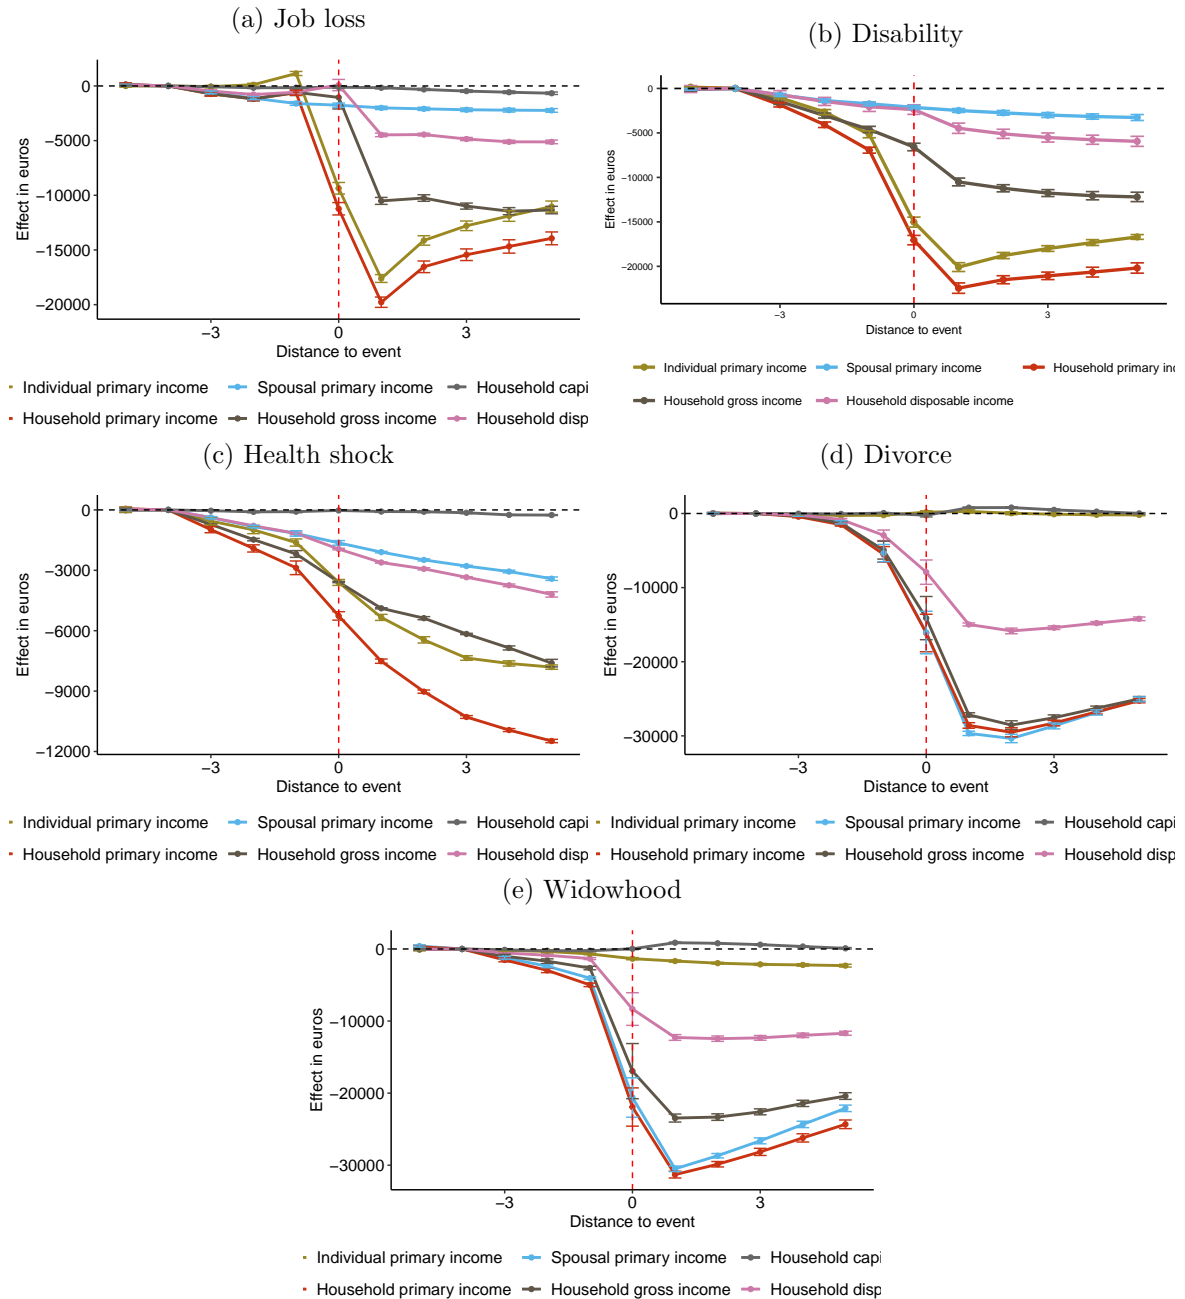 (a) Job loss
0
−5000
−10000
−15000
−20000
Effect in euros
−3 0 3
Distance to event
Individual primary income Spousal primary income Household capi
Household primary income Household gross income Household disp
(b) Disability
0
−5000
−10000
−15000
−20000
Effect in euros
−3 0 3
Distance to event
Individual primary income Spousal primary income Household primary inc
Household gross income Household disposable income
(c) Health shock
0
−3000
−6000
−9000
−12000
Effect in euros
−3 0 3
Distance to event
Individual primary income Spousal primary income Household capi
Household primary income Household gross income Household disp
(d) Divorce
0
−10000
−20000
−30000
Effect in euros
−3 0 3
Distance to event
Individual primary income Spousal primary income Household capi
Household primary income Household gross income Household disp
(e) Widowhood
0
−10000
−20000
−30000
Effect in euros
−3 0 3
Distance to event
Individual primary income Spousal primary income Household capi
Household primary income Household gross income Household disp